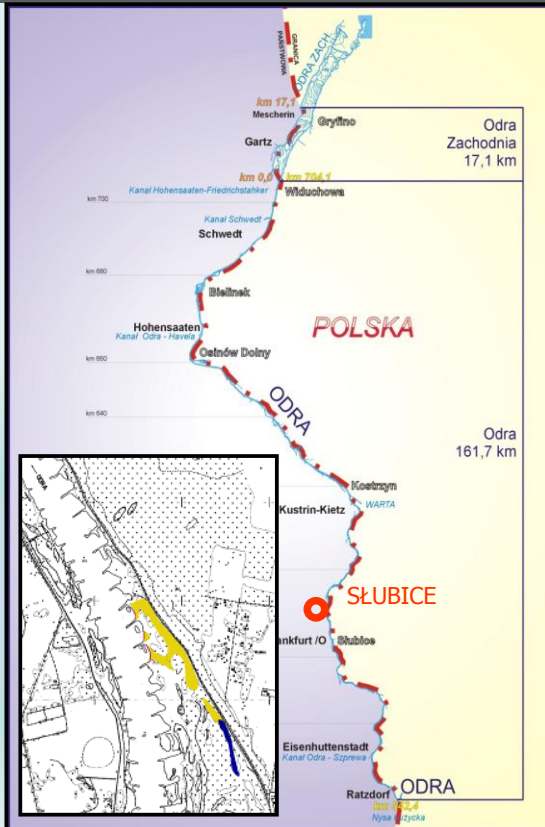 GRANICA
PAŃSTWOWA
ODRA ZACH.
km 17,1
Mescherin
Gryfino
Odra
Zachodnia
17,1 km
Gartz
km 0,0
km 704,1
Kanał Hohensaaten-Friedrichstahker
Widuchowa
km 700
Kanał Schwedt
Schwedt
km 680
Bielinek
POLSKA
Hohensaaten
Kanał Odra - Havela
Osinów Dolny
km 660
ODRA
km 640
Odra
161,7 km
Kostrzyn
WARTA
Kustrin-Kietz
SŁUBICE
ankfurt /O
Słubice
Eisenhuttenstadt
Kanał Odra - Szprewa
Ratzdorf
ODRA
ODRA